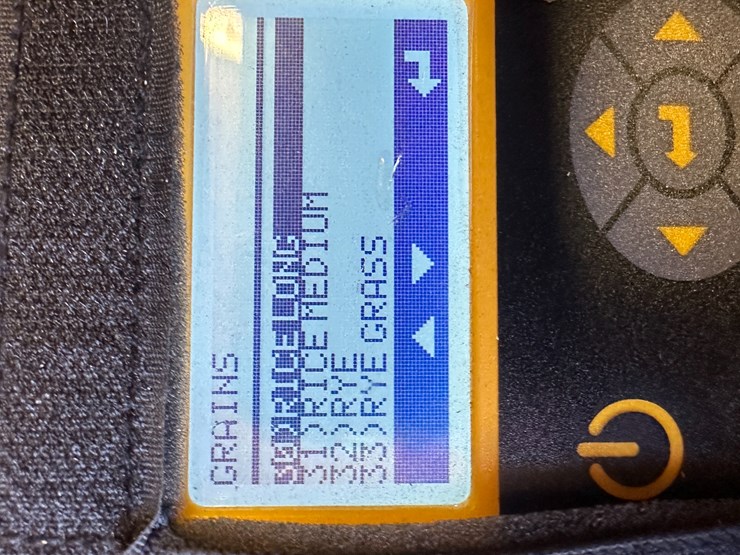 GRAINS
30>RICE LONG
31>RICE MEDIUM
32>RYE
33>RYE GRASS